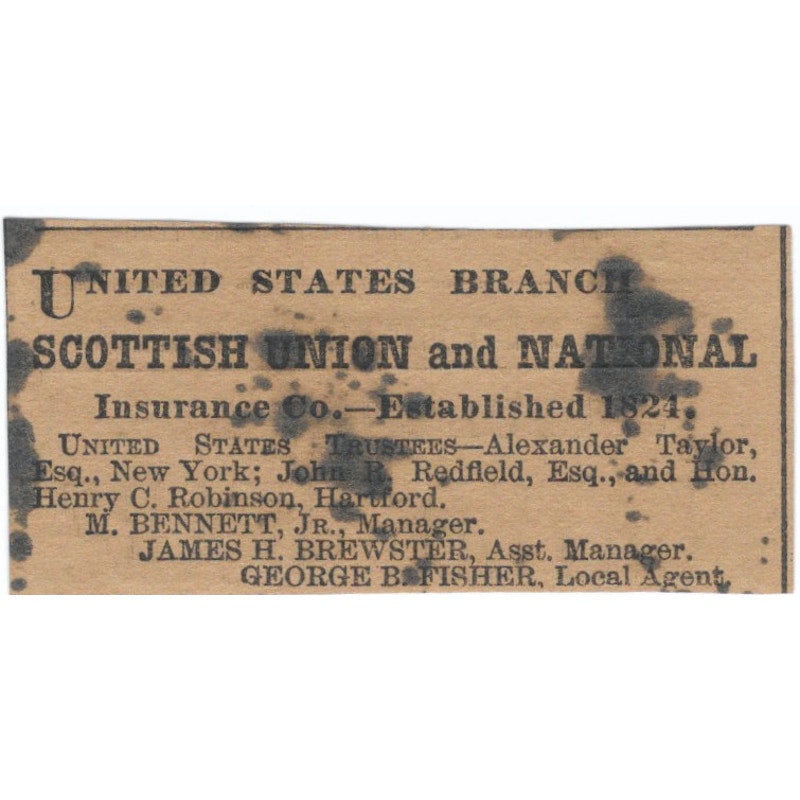 UNITED STATES BRANCH
SCOTTISH UNION and NATIONAL
Insurance Co.—Established 1824.
UNITED STATES TRUSTEES—Alexander Taylor,
Esq., New York; John R. Redfield, Esq., and Hon.
Henry C. Robinson, Hartford.
M. BENNETT, JR., Manager.
JAMES H. BREWSTER, Asst. Manager.
GEORGE B. FISHER, Local Agent.